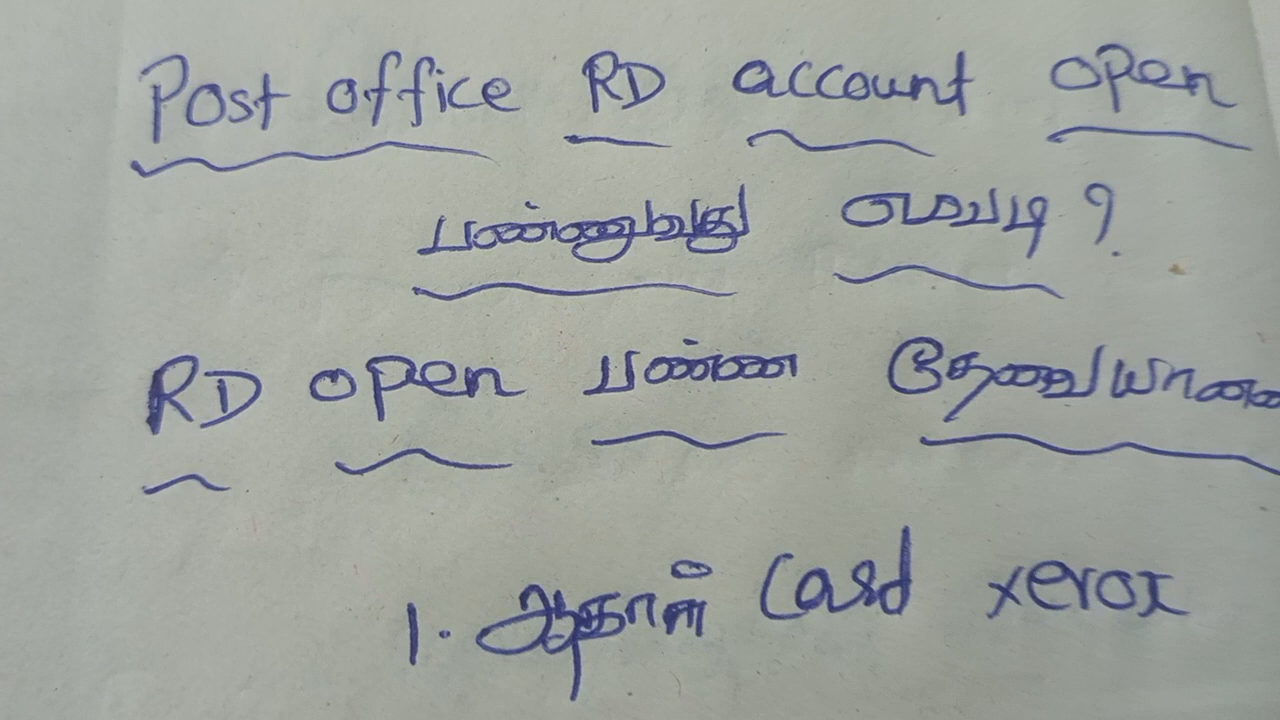 Post office RD account open
பண்ணுவது எப்படி?
RD open பண்ண தேவையான
1. ஆதார் Card xerox